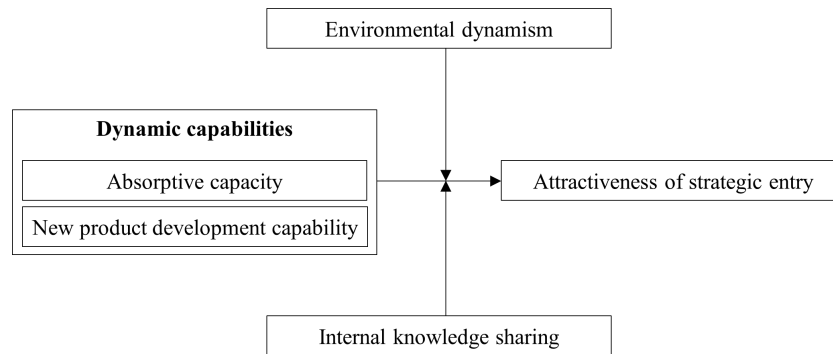 Environmental dynamism
Dynamic capabilities
Absorptive capacity
New product development capability
Attractiveness of strategic entry
Internal knowledge sharing